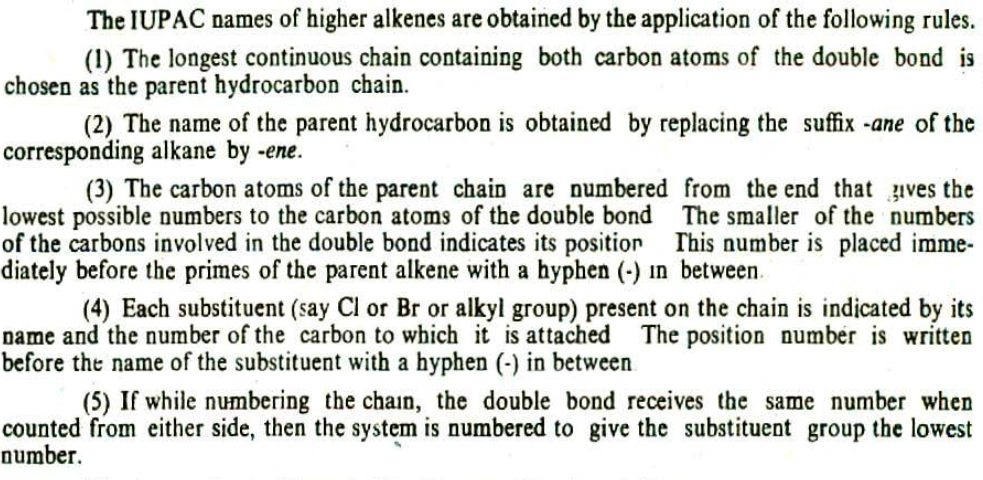 The IUPAC names of higher alkenes are obtained by the application of the following rules.
(1) The longest continuous chain containing both carbon atoms of the double bond is
chosen as the parent hydrocarbon chain.
(2) The name of the parent hydrocarbon is obtained by replacing the suffix -ane of the
corresponding alkane by -ene.
(3) The carbon atoms of the parent chain are numbered from the end that gives the
lowest possible numbers to the carbon atoms of the double bond The smaller of the numbers
of the carbons involved in the double bond indicates its position This number is placed imme-
diately before the primes of the parent alkene with a hyphen (-) in between.
(4) Each substituent (say Cl or Br or alkyl group) present on the chain is indicated by its
name and the number of the carbon to which it is attached The position number is written
before the name of the substituent with a hyphen (-) in between
(5) If while numbering the chain, the double bond receives the same number when
counted from either side, then the system is numbered to give the substituent group the lowest
number.